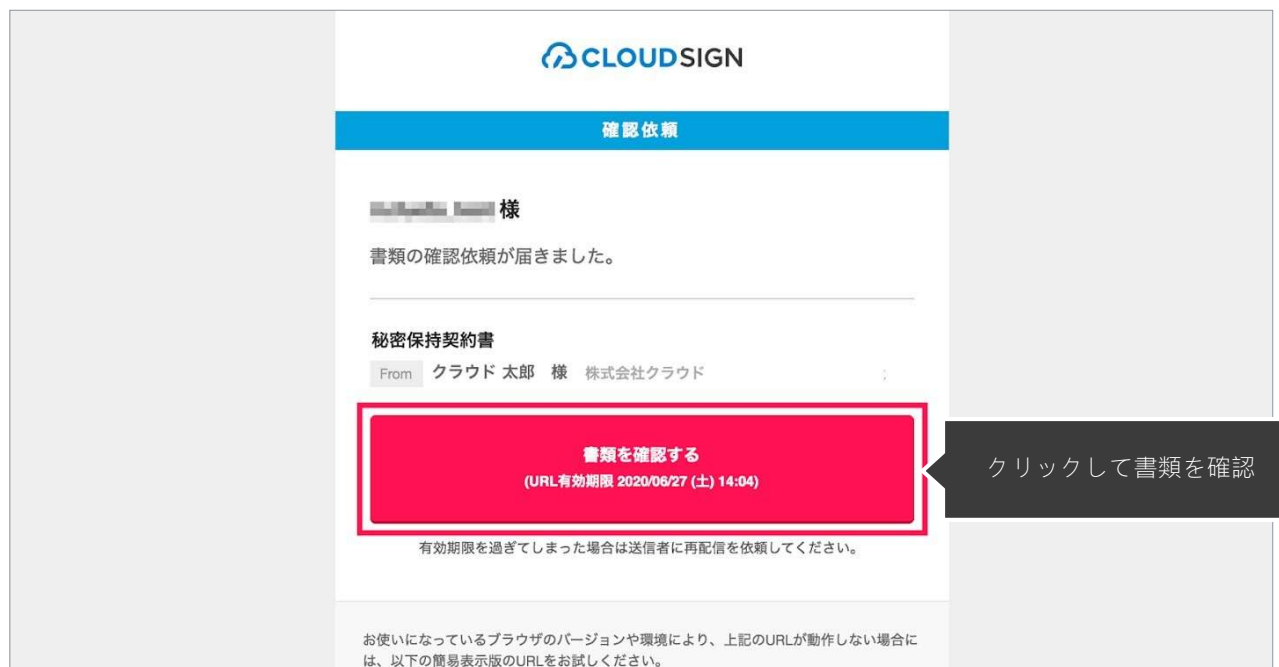 CLOUDSIGN
確認依頼
様
書類の確認依頼が届きました。
秘密保持契約書
From クラウド 太郎 様 株式会社クラウド
書類を確認する
(URL有効期限 2020/06/27 (土) 14:04)
クリックして書類を確認
有効期限を過ぎてしまった場合は送信者に再配信を依頼してください。
お使いになっているブラウザのバージョンや環境により、上記のURLが動作しない場合に
は、以下の簡易表示版のURLをお試しください。